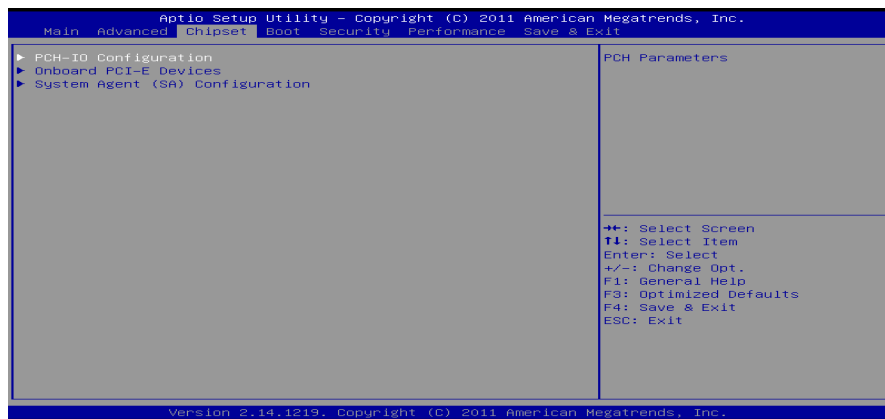 Aptio Setup Utility – Copyright (C) 2011 American Megatrends, Inc.
Main Advanced Chipset Boot Security Performance Save & Exit
► PCH-IO Configuration
► Onboard PCI-E Devices
► System Agent (SA) Configuration
PCH Parameters
→←: Select Screen
↑↓: Select Item
Enter: Select
+/-: Change Opt.
F1: General Help
F3: Optimized Defaults
F4: Save & Exit
ESC: Exit
Version 2.14.1219. Copyright (C) 2011 American Megatrends, Inc.